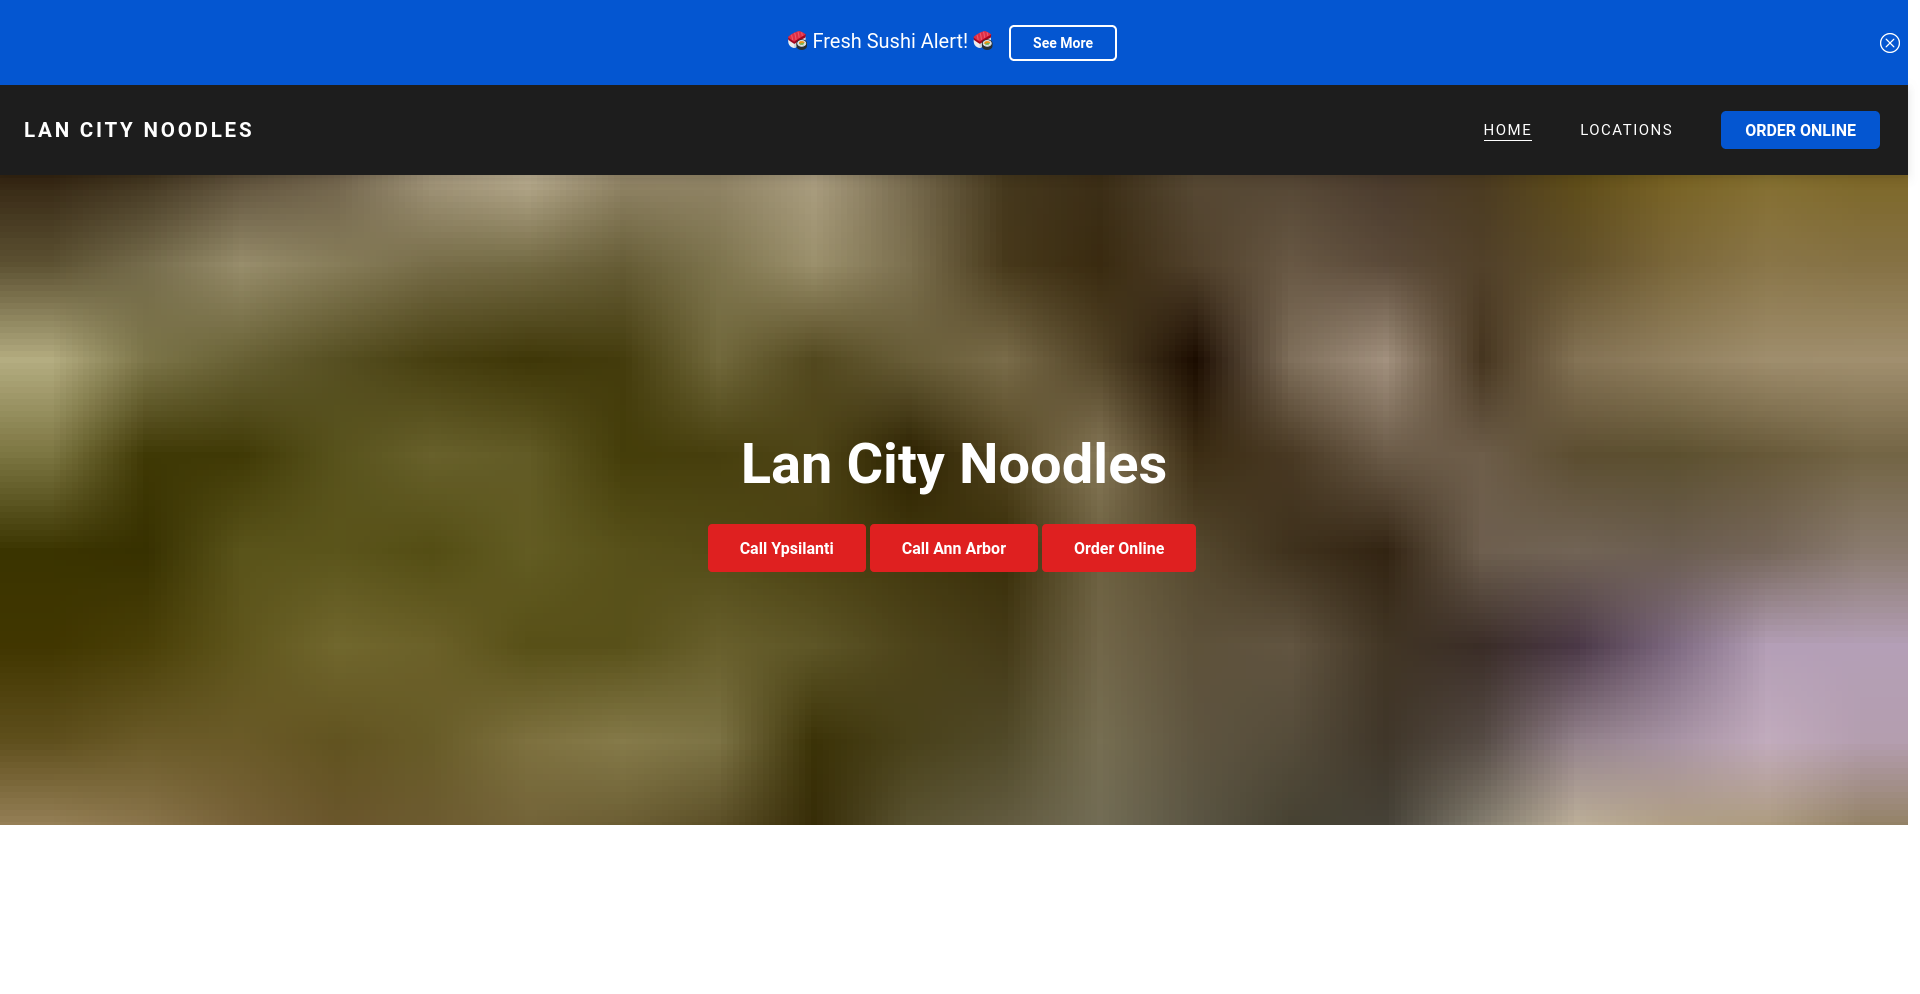 🍣 Fresh Sushi Alert! 🍣 See More
LAN CITY NOODLES
HOME
LOCATIONS
ORDER ONLINE
Lan City Noodles
Call Ypsilanti
Call Ann Arbor
Order Online